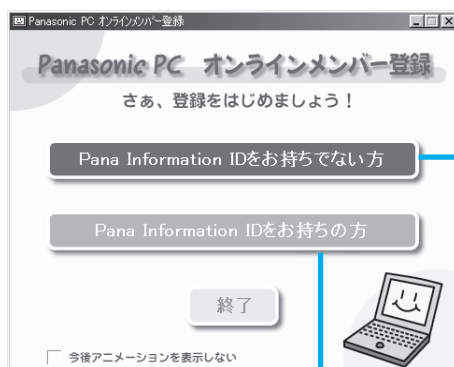 Panasonic PC オンラインメンバー登録
Panasonic PC オンラインメンバー登録
さぁ、登録をはじめましょう！
Pana Information IDをお持ちでない方
Pana Information IDをお持ちの方
終了
今後アニメーションを表示しない